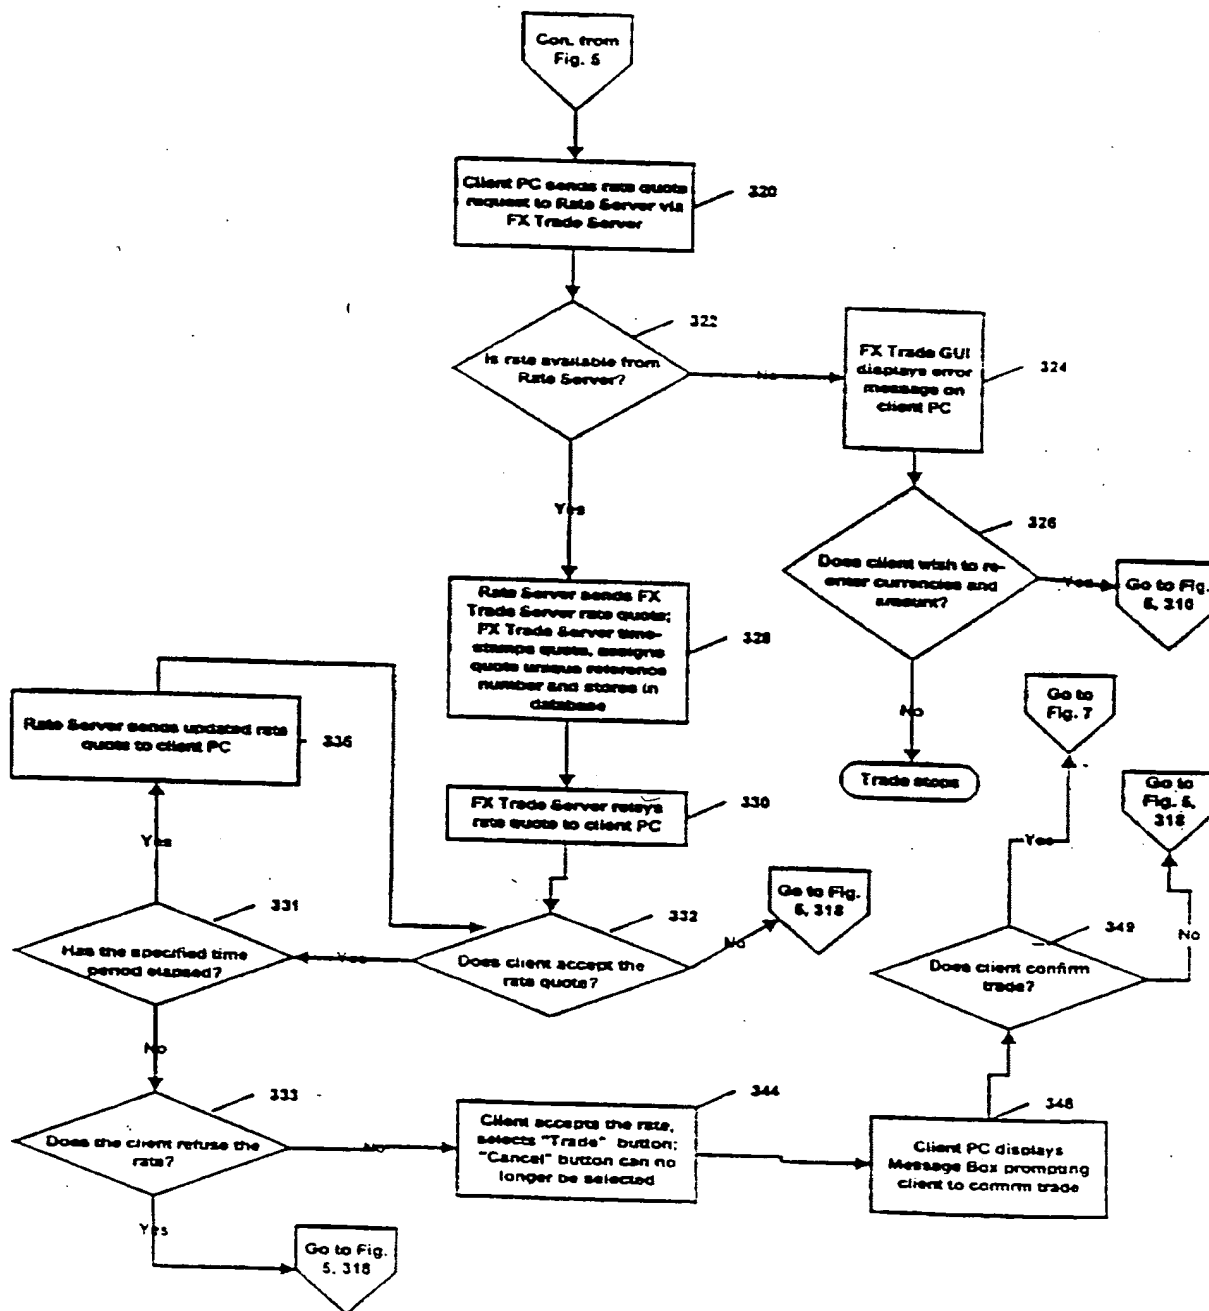 Con. from
Fig. 5
Client PC sends rate quote
request to Rate Server via
FX Trade Server
320
322
Is rate available from
Rate Server?
No
FX Trade GUI
displays error
message on
client PC
324
Yes
326
Does client wish to re-
enter currencies and
amount?
Yes
Go to Fig.
5, 310
No
Trade stops
Rate Server sends FX
Trade Server rate quote;
FX Trade Server time-
stamps quote, assigns
quote unique reference
number and stores in
database
328
Rate Server sends updated rate
quote to client PC
336
FX Trade Server relays
rate quote to client PC
330
Go to
Fig. 7
Go to
Fig. 5,
318
Yes
Yes
331
Has the specified time
period elapsed?
Yes
332
Does client accept the
rate quote?
No
Go to Fig.
5, 318
349
Does client confirm
trade?
No
No
333
Does the client refuse the
rate?
No
344
Client accepts the rate,
selects "Trade" button;
"Cancel" button can no
longer be selected
348
Client PC displays
Message Box prompting
client to confirm trade
Yes
Go to Fig.
5, 318